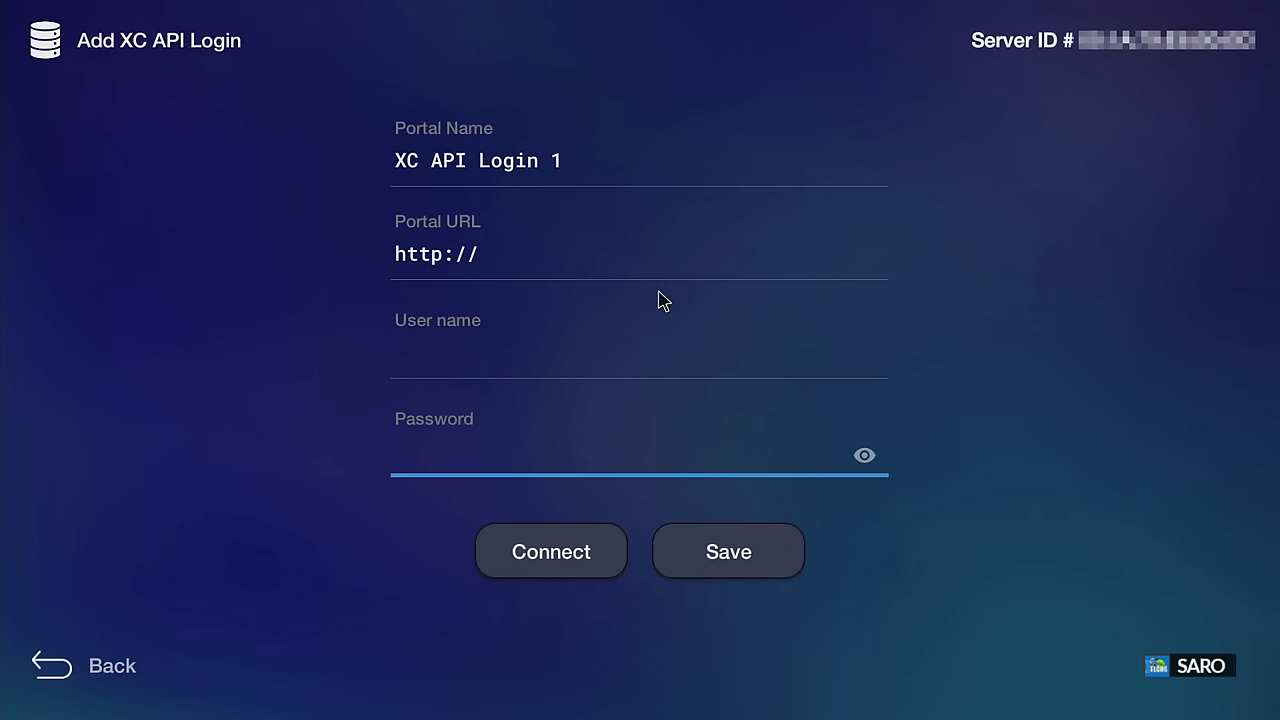 Add XC API Login
Server ID #
Portal Name
XC API Login 1
Portal URL
http://
User name
Password
Connect
Save
Back
TECHS
SARO